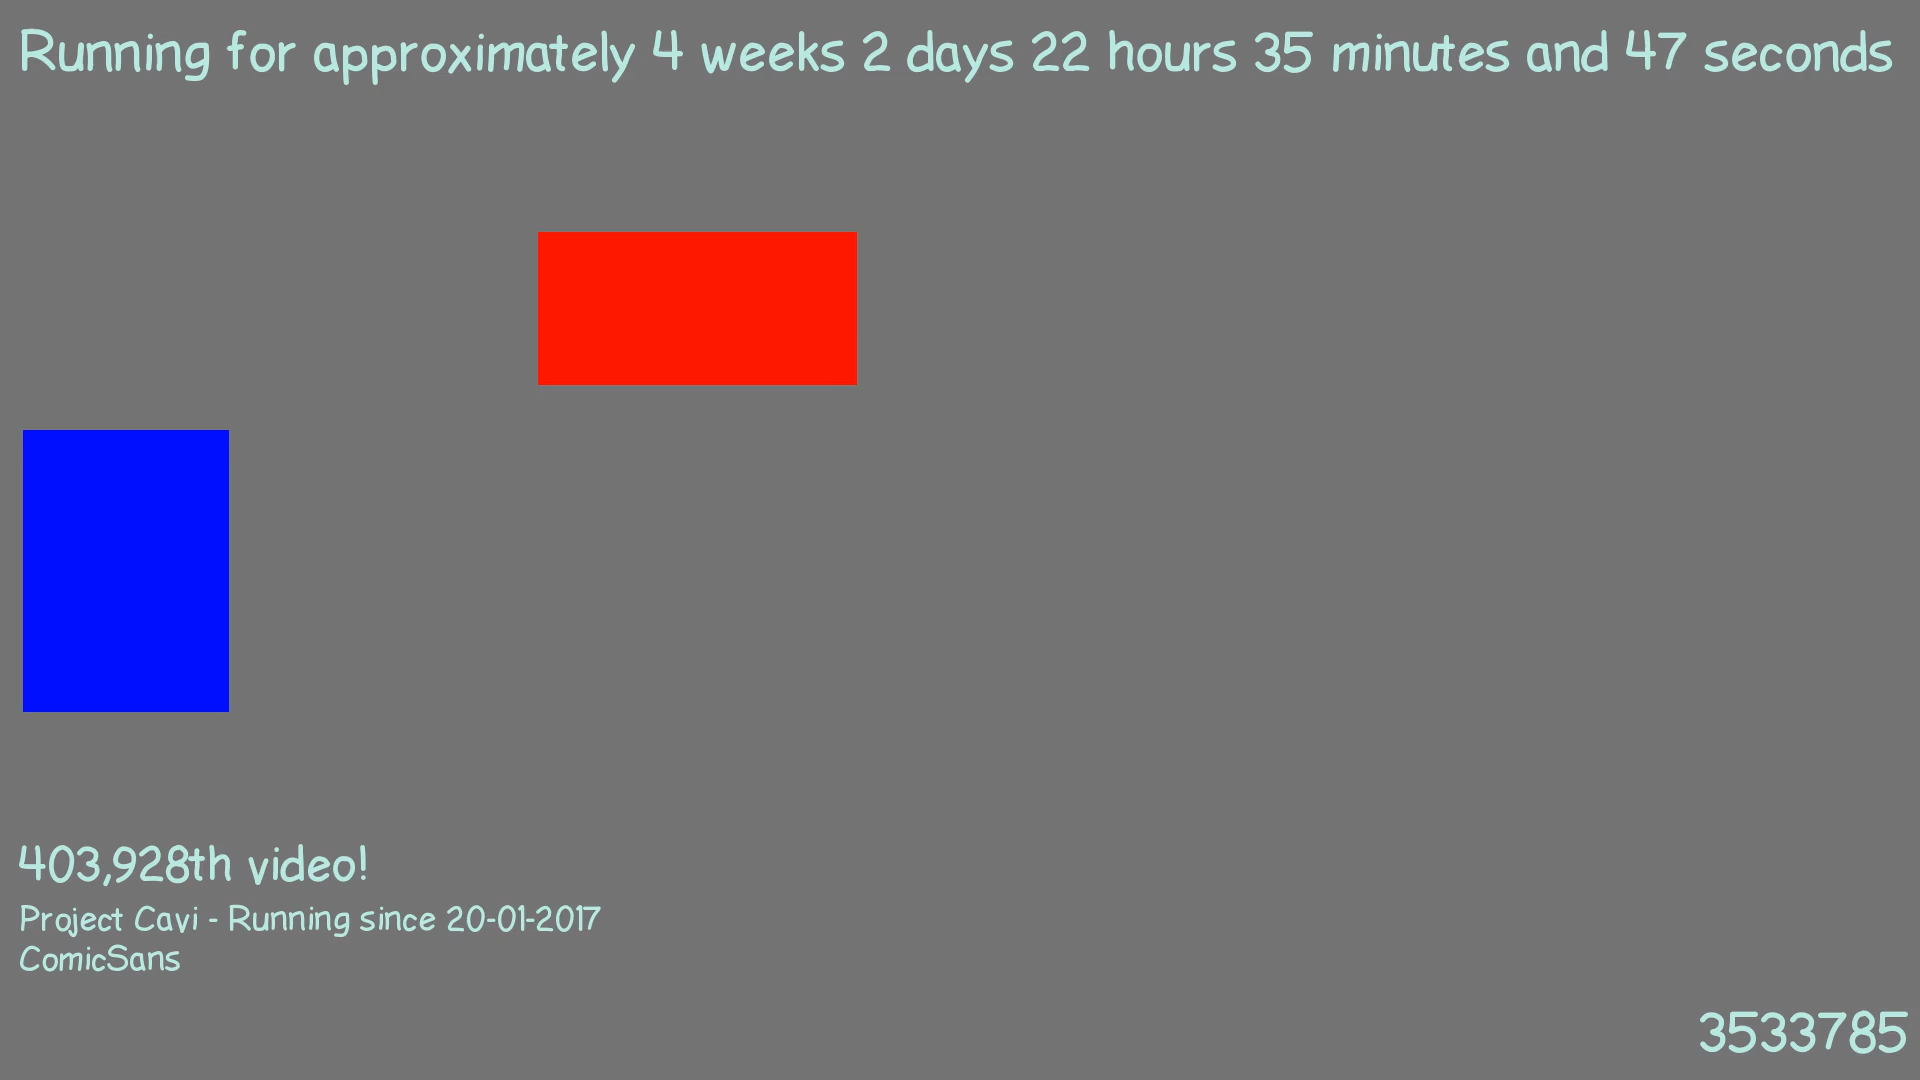 Running for approximately 4 weeks 2 days 22 hours 35 minutes and 47 seconds
403,928th video!
Project Cavi - Running since 20-01-2017
ComicSans
3533785